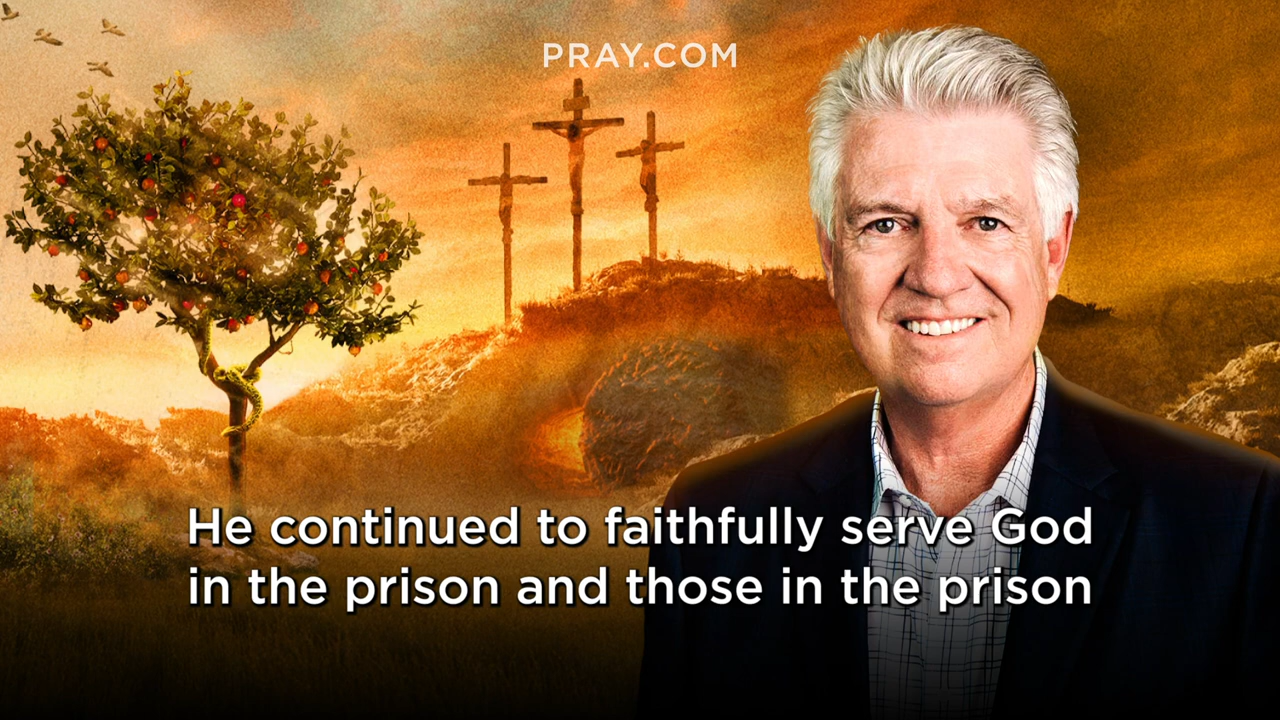 PRAY.COM
He continued to faithfully serve God
in the prison and those in the prison